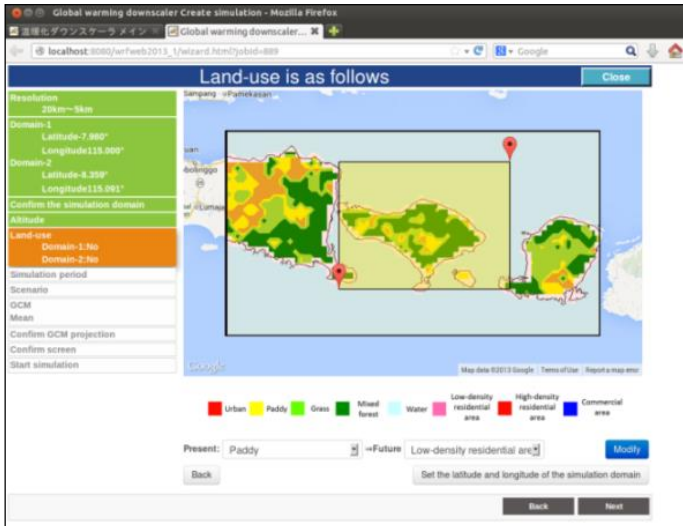 Global warming downscaler Create simulation - Mozilla Firefox
温暖化ダウンスケーラ メイン
Global warming downscaler...
localhost:8080/wrfweb2013_1/wizard.html?jobid=889
Google
Land-use is as follows
Close
Resolution
20km～5km
Domain-1
Latitude-7.980°
Longitude115.000°
Domain-2
Latitude-8.359°
Longitude115.091°
Confirm the simulation domain
Altitude
Land-use
Domain-1:No
Domain-2:No
Simulation period
Scenario
GCM
Mean
Confirm GCM projection
Confirm screen
Start simulation
Sampang
Pamekasan
Google
Map data ©2013 Google
Terms of Use
Report a map error
Urban
Paddy
Grass
Mixed forest
Water
Low-density residential area
High-density residential area
Commercial area
Present:
Paddy
⇒Future
Low-density residential are
Modify
Back
Set the latitude and longitude of the simulation domain
Back
Next